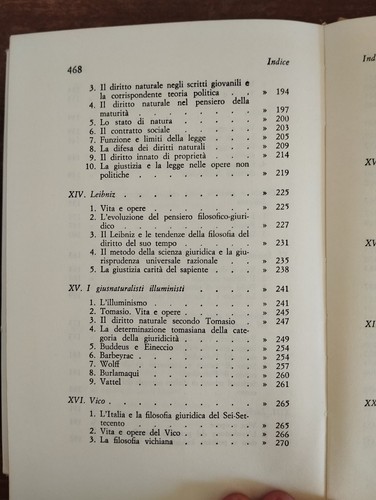 468 Indice
3. Il diritto naturale negli scritti giovanili e
la corrispondente teoria politica . . » 194
4. Il diritto naturale nel pensiero della
maturità . . . . . . . » 197
5. Lo stato di natura . . . . . » 200
6. Il contratto sociale . . . . . » 203
7. Funzione e limiti della legge . . . » 205
8. La difesa dei diritti naturali . . . » 209
9. Il diritto innato di proprietà . . . » 214
10. La giustizia e la legge nelle opere non
politiche . . . . . . . » 219
XIV. Leibniz . . . . . . . . » 225
1. Vita e opere . . . . . . » 225
2. L'evoluzione del pensiero filosofico-giuri-
dico . . . . . . . . » 227
3. Il Leibniz e le tendenze della filosofia del
diritto del suo tempo . . . . » 231
4. Il metodo della scienza giuridica e la giu-
risprudenza universale razionale . . » 235
5. La giustizia carità del sapiente . . . » 238
XV. I giusnaturalisti illuministi . . . . » 241
1. L'illuminismo . . . . . . » 241
2. Tomasio. Vita e opere . . . . » 245
3. Il diritto naturale secondo Tomasio . . » 247
4. La determinazione tomasiana della cate-
goria della giuridicità . . . . » 249
5. Buddeus e Eineccio . . . . . » 254
6. Barbeyrac . . . . . . . » 254
7. Wolff . . . . . . . . » 257
8. Burlamaqui . . . . . . » 260
9. Vattel . . . . . . . . » 261
XVI. Vico . . . . . . . . . » 265
1. L'Italia e la filosofia giuridica del Sei-Set-
tecento . . . . . . . » 265
2. Vita e opere del Vico . . . . . » 266
3. La filosofia vichiana . . . . . » 270